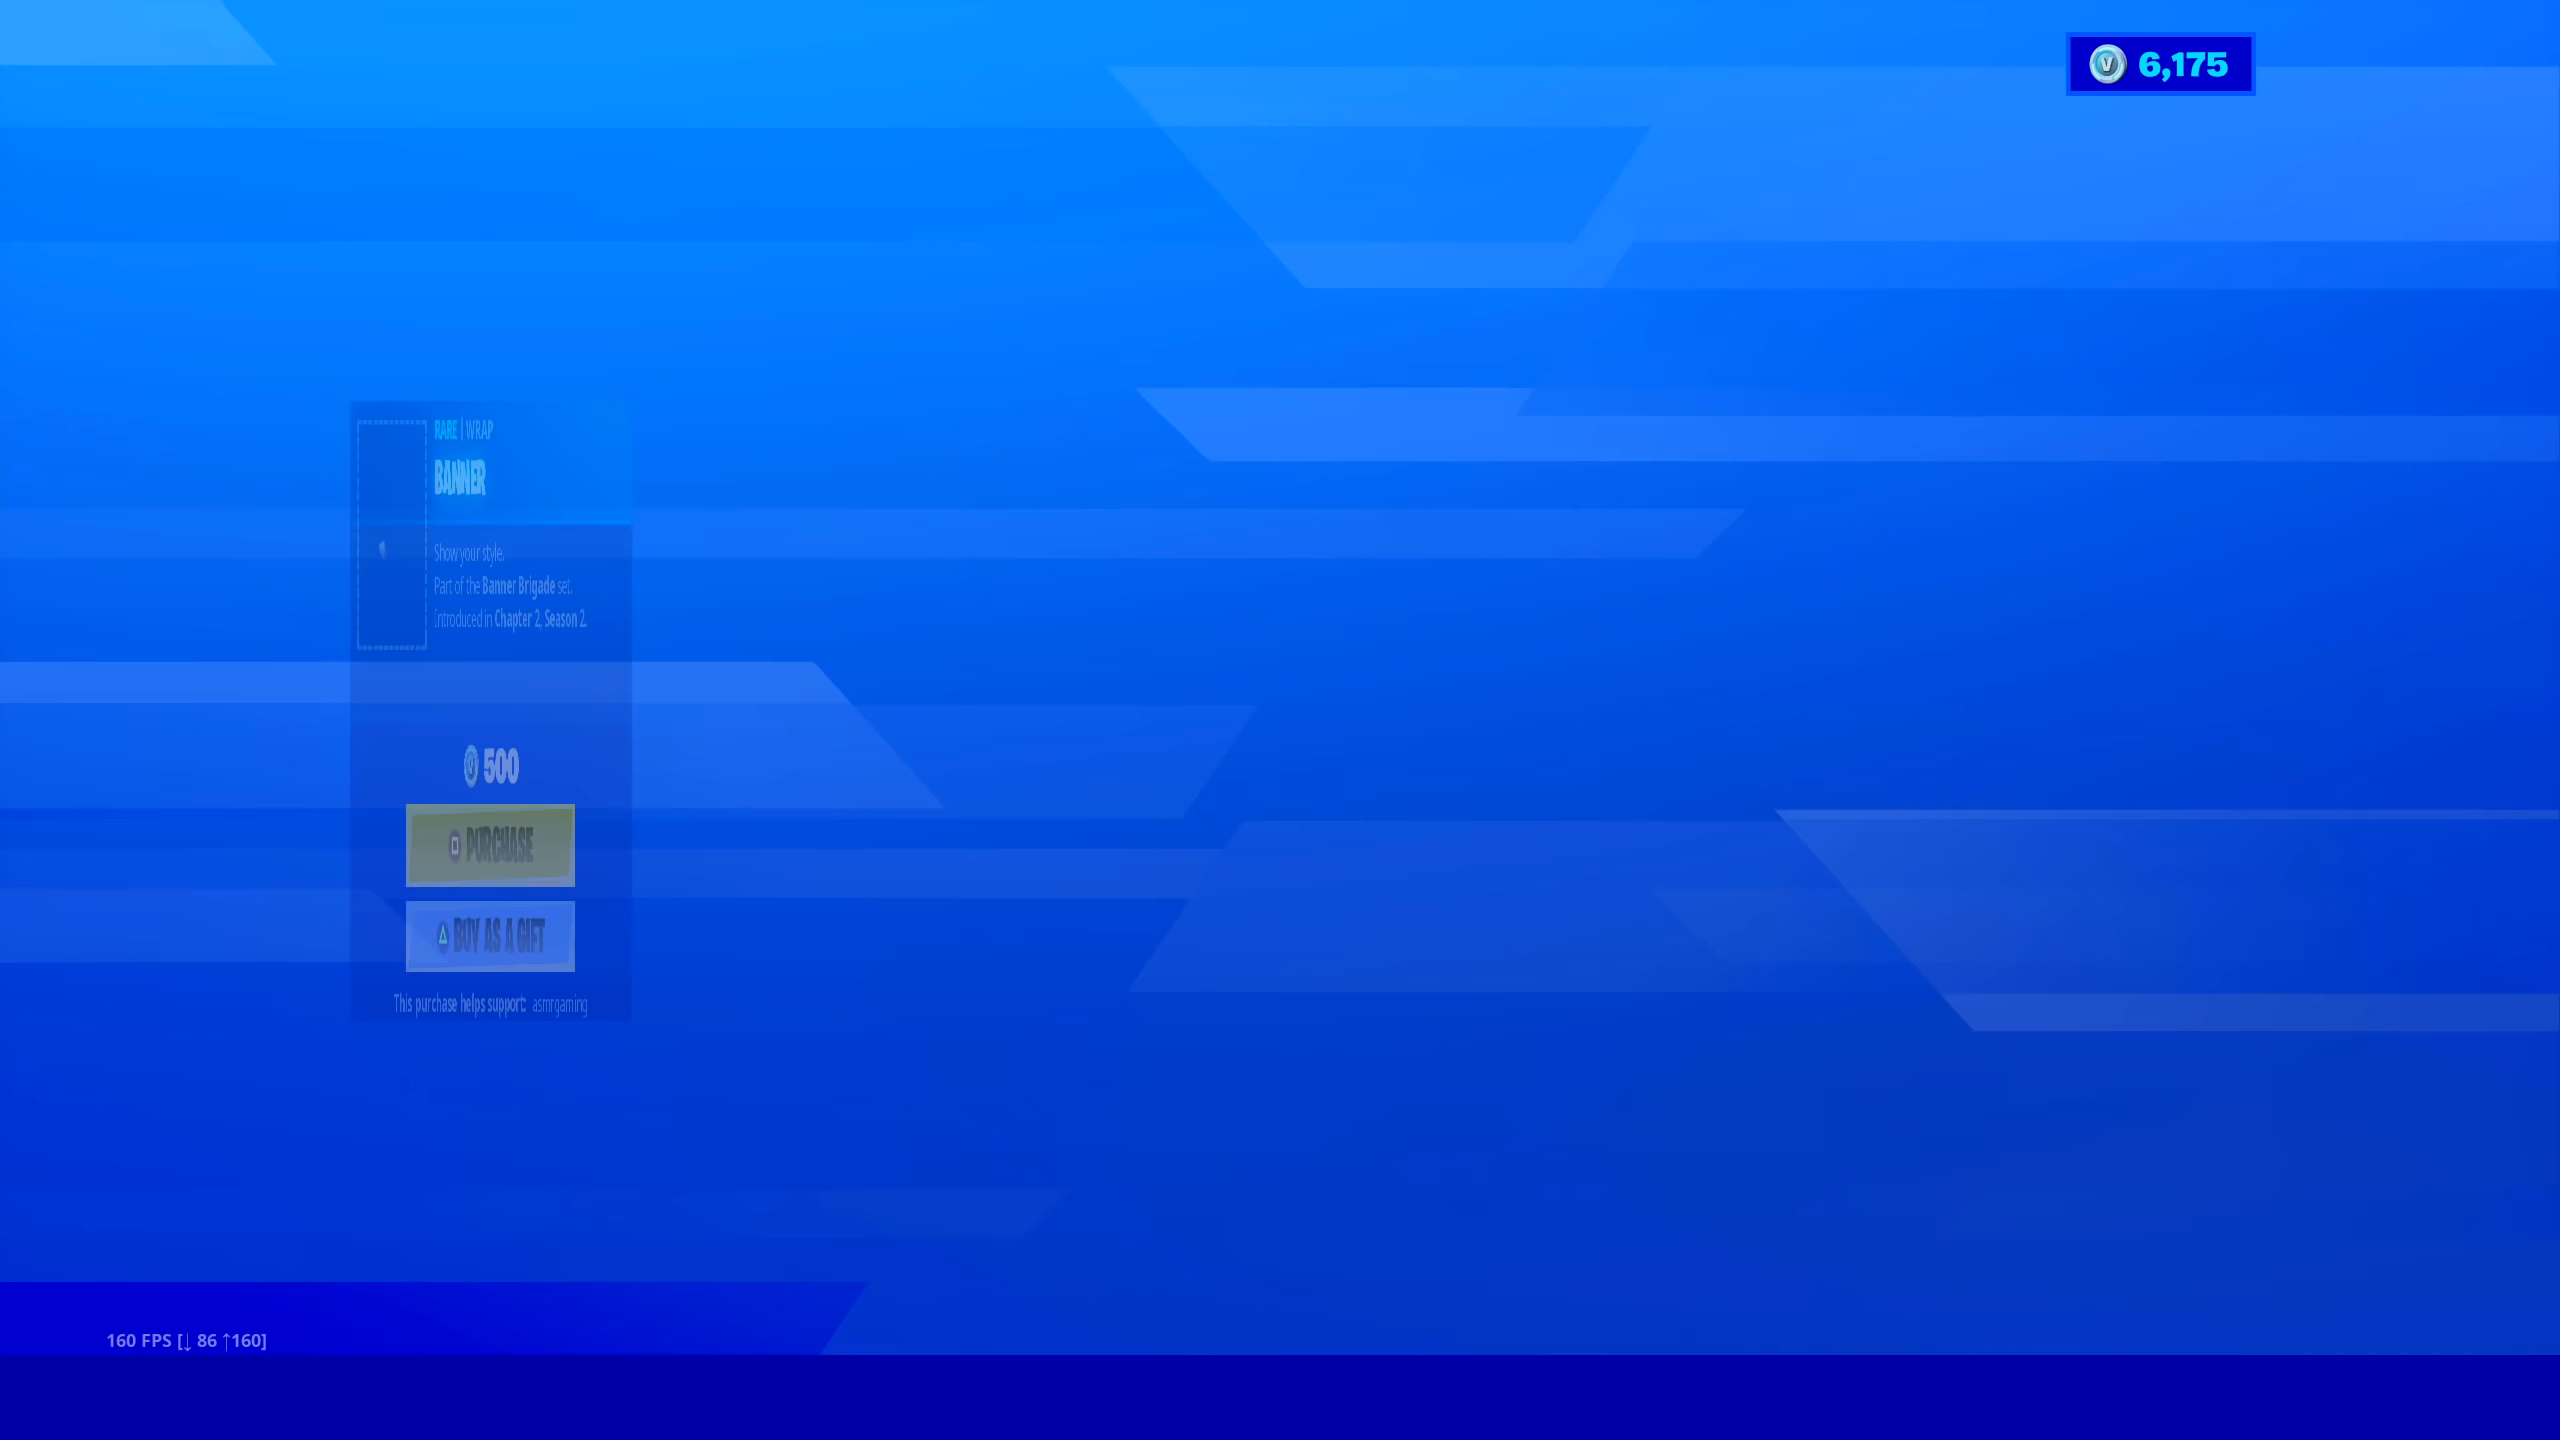 6,175
RARE | WRAP
BANNER
Show your style.
Part of the Banner Brigade set.
Introduced in Chapter 2, Season 2.
500
PURCHASE
BUY AS A GIFT
This purchase helps support: asmrgaming
160 FPS [↓ 86 ↑160]